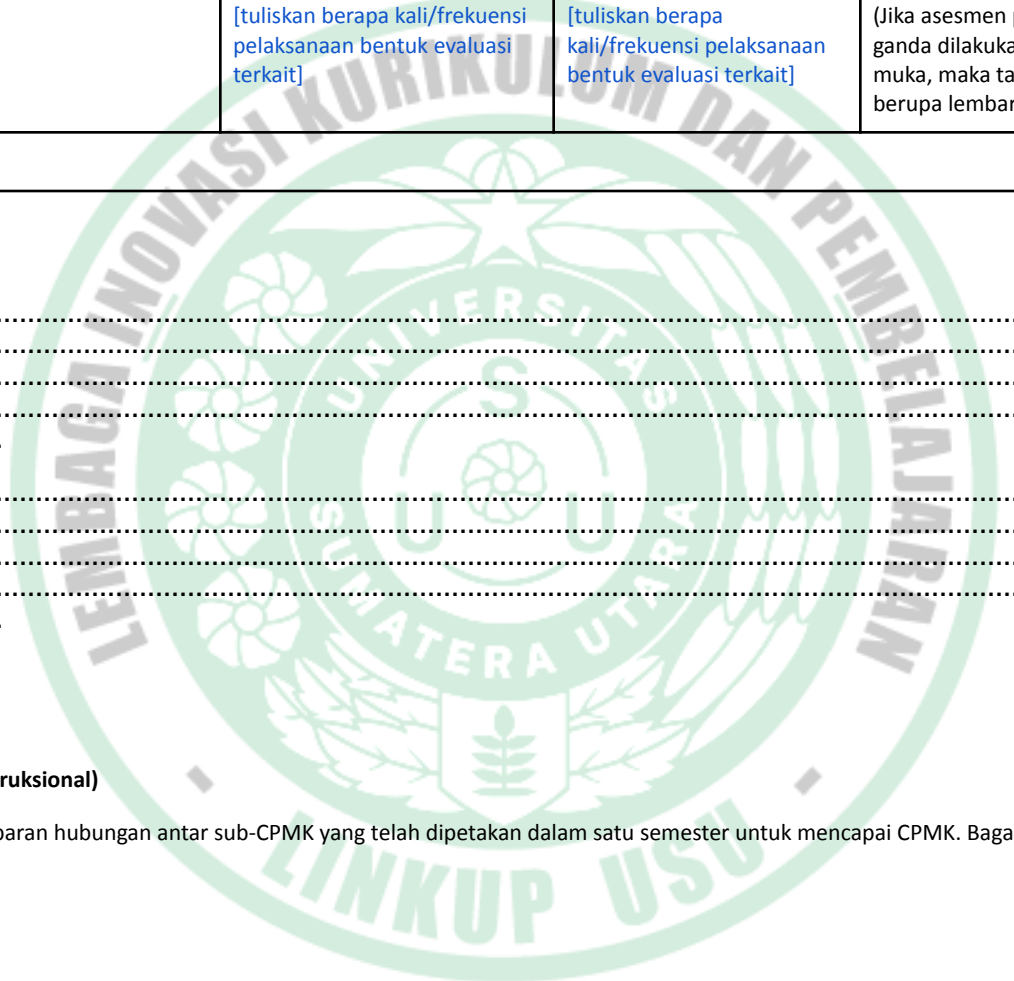 [tuliskan berapa kali/frekuensi
pelaksanaan bentuk evaluasi
terkait]
[tuliskan berapa
kali/frekuensi pelaksanaan
bentuk evaluasi terkait]
(Jika asesmen
ganda dilakuka
muka, maka ta
berupa lembar
LEMBAGA INOVASI KURIKULUM DAN PEMBELAJARAN
UNIVERSITAS
S
U U
SUMATERA UTARA
ruksional)
baran hubungan antar sub-CPMK yang telah dipetakan dalam satu semester untuk mencapai CPMK. Baga
LINKUP USU